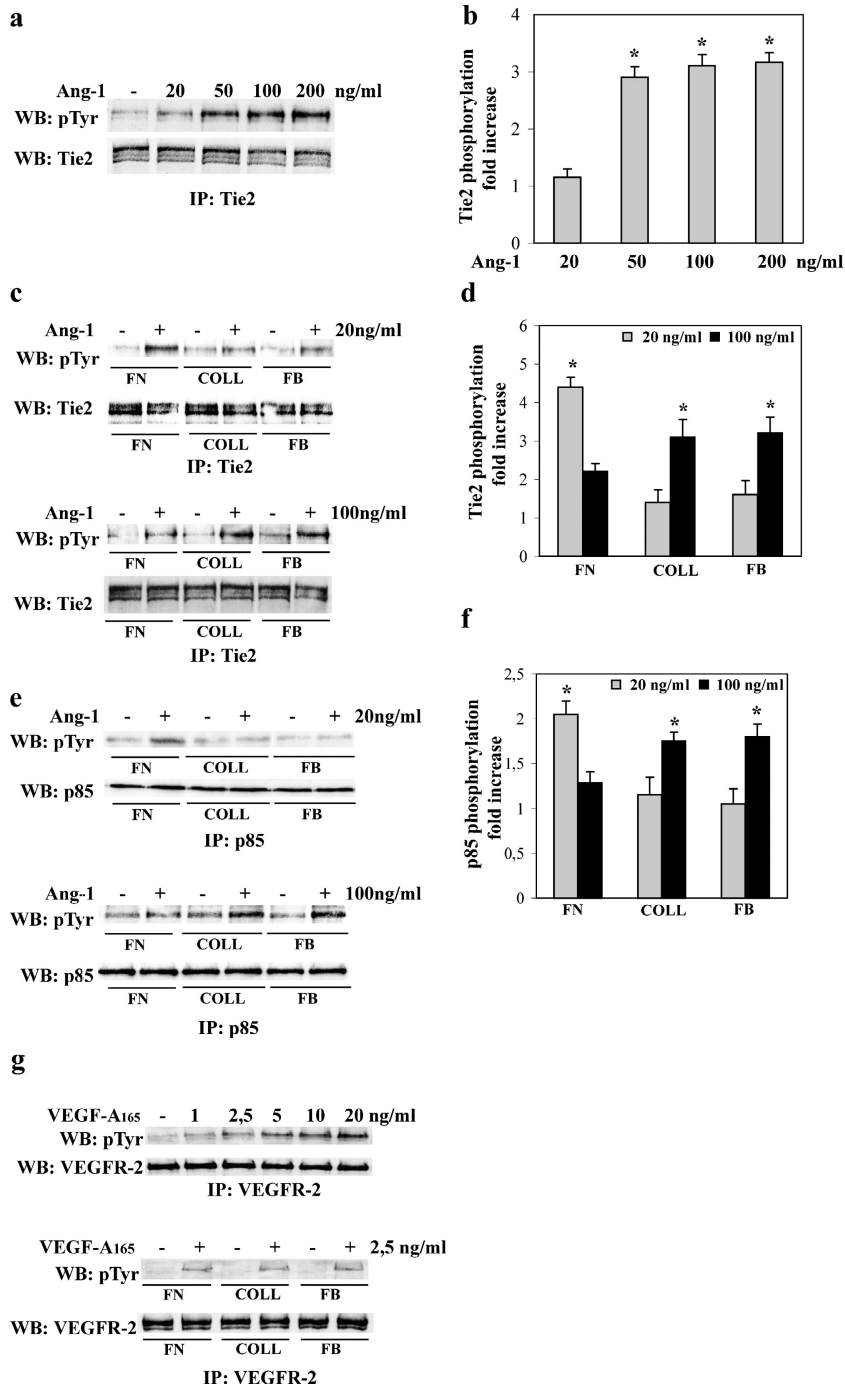 a
Ang-1 - 20 50 100 200 ng/ml
WB: pTyr
WB: Tie2
IP: Tie2
b
Tie2 phosphorylation
fold increase
4
3
2
1
0
* * *
Ang-1 20 50 100 200 ng/ml
c
Ang-1 - + - + - + 20ng/ml
WB: pTyr
FN COLL FB
WB: Tie2
FN COLL FB
IP: Tie2
Ang-1 - + - + - + 100ng/ml
WB: pTyr
FN COLL FB
WB: Tie2
FN COLL FB
IP: Tie2
d
Tie2 phosphorylation
fold increase
6
5
4
3
2
1
0
20 ng/ml 100 ng/ml
* * *
FN COLL FB
e
Ang-1 - + - + - + 20ng/ml
WB: pTyr
FN COLL FB
WB: p85
FN COLL FB
IP: p85
Ang-1 - + - + - + 100ng/ml
WB: pTyr
FN COLL FB
WB: p85
FN COLL FB
IP: p85
f
p85 phosphorylation
fold increase
2,5
2
1,5
1
0,5
0
20 ng/ml 100 ng/ml
* * *
FN COLL FB
g
VEGF-A165 - 1 2,5 5 10 20 ng/ml
WB: pTyr
WB: VEGFR-2
IP: VEGFR-2
VEGF-A165 - + - + - + 2,5 ng/ml
WB: pTyr
FN COLL FB
WB: VEGFR-2
FN COLL FB
IP: VEGFR-2